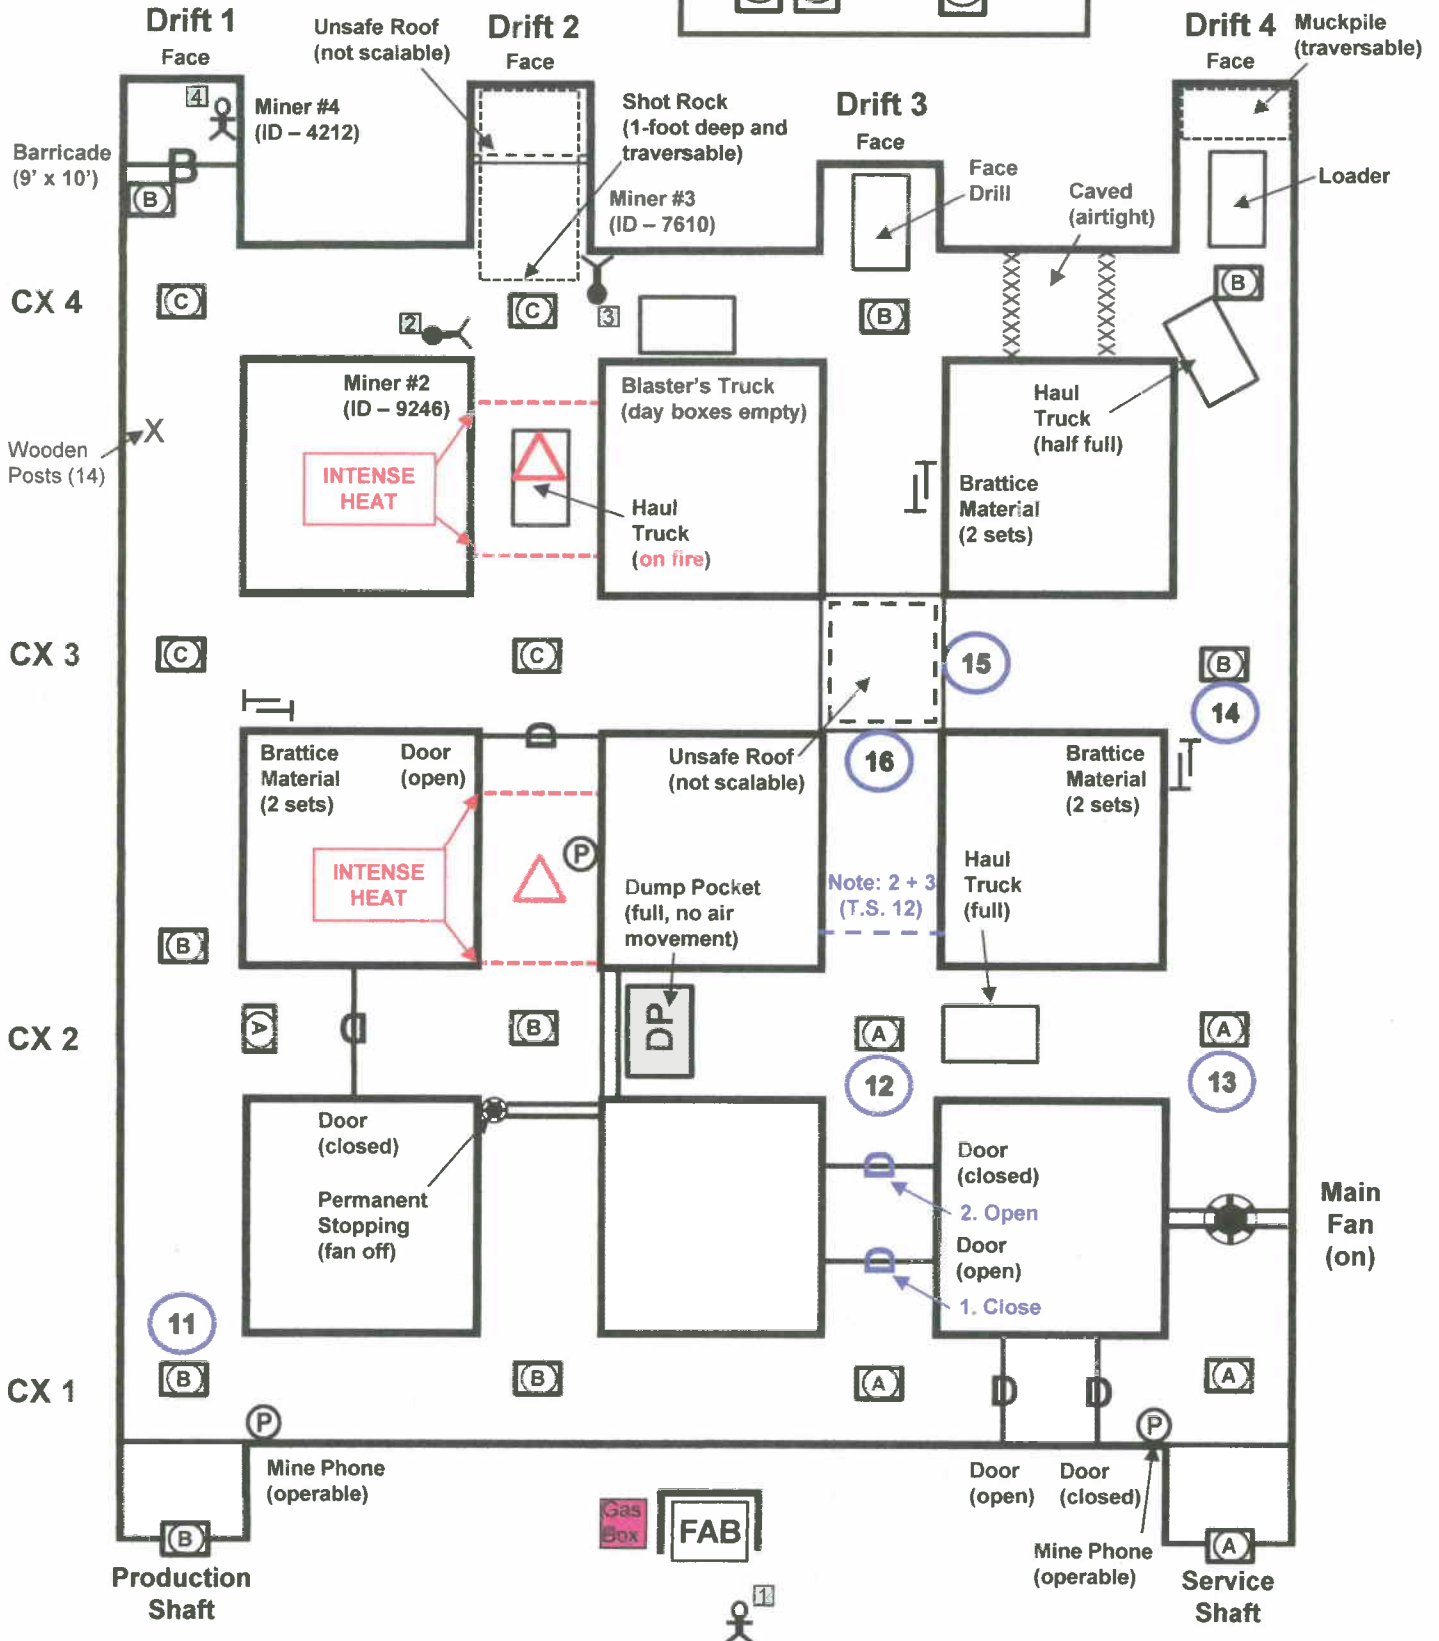 Drift 1
Face
Unsafe Roof
(not scalable)
Drift 2
Face
Drift 4
Face
Muckpile
(traversable)
4
Miner #4
(ID – 4212)
Shot Rock
(1-foot deep and
traversable)
Drift 3
Face
Barricade
(9' x 10')
B
B
Miner #3
(ID – 7610)
Face
Drill
Caved
(airtight)
Loader
CX 4
C
2
C
3
B
B
Miner #2
(ID – 9246)
Blaster's Truck
(day boxes empty)
Haul
Truck
(half full)
Wooden
Posts (14)
X
INTENSE
HEAT
Haul
Truck
(on fire)
Brattice
Material
(2 sets)
CX 3
C
C
15
B
14
Brattice
Material
(2 sets)
Door
(open)
D
Unsafe Roof
(not scalable)
16
Brattice
Material
(2 sets)
INTENSE
HEAT
P
Dump Pocket
(full, no air
movement)
Note: 2 + 3
(T.S. 12)
Haul
Truck
(full)
B
CX 2
A
D
B
DP
A
12
A
13
Door
(closed)
Permanent
Stopping
(fan off)
D
Door
(closed)
2. Open
D
Door
(open)
1. Close
Main
Fan
(on)
11
CX 1
B
B
A
D
D
A
P
P
Mine Phone
(operable)
Door
(open)
Door
(closed)
Gas
Box
FAB
Mine Phone
(operable)
B
Production
Shaft
A
Service
Shaft
1